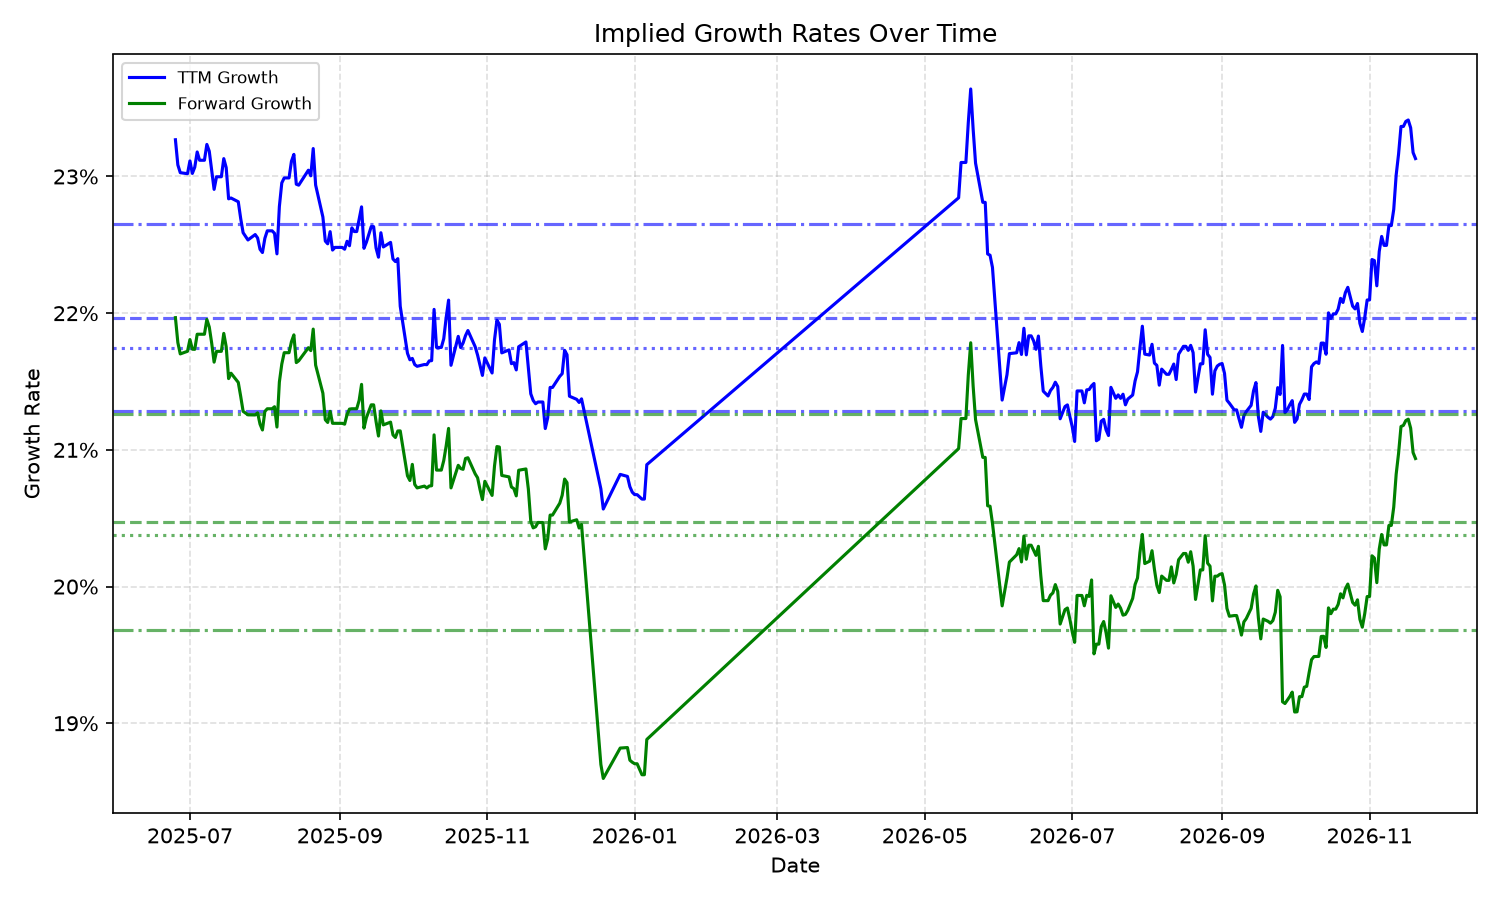 Implied Growth Rates Over Time
TTM Growth
Forward Growth
23%
22%
21%
20%
19%
Growth Rate
2025-07
2025-09
2025-11
2026-01
2026-03
2026-05
2026-07
2026-09
2026-11
Date